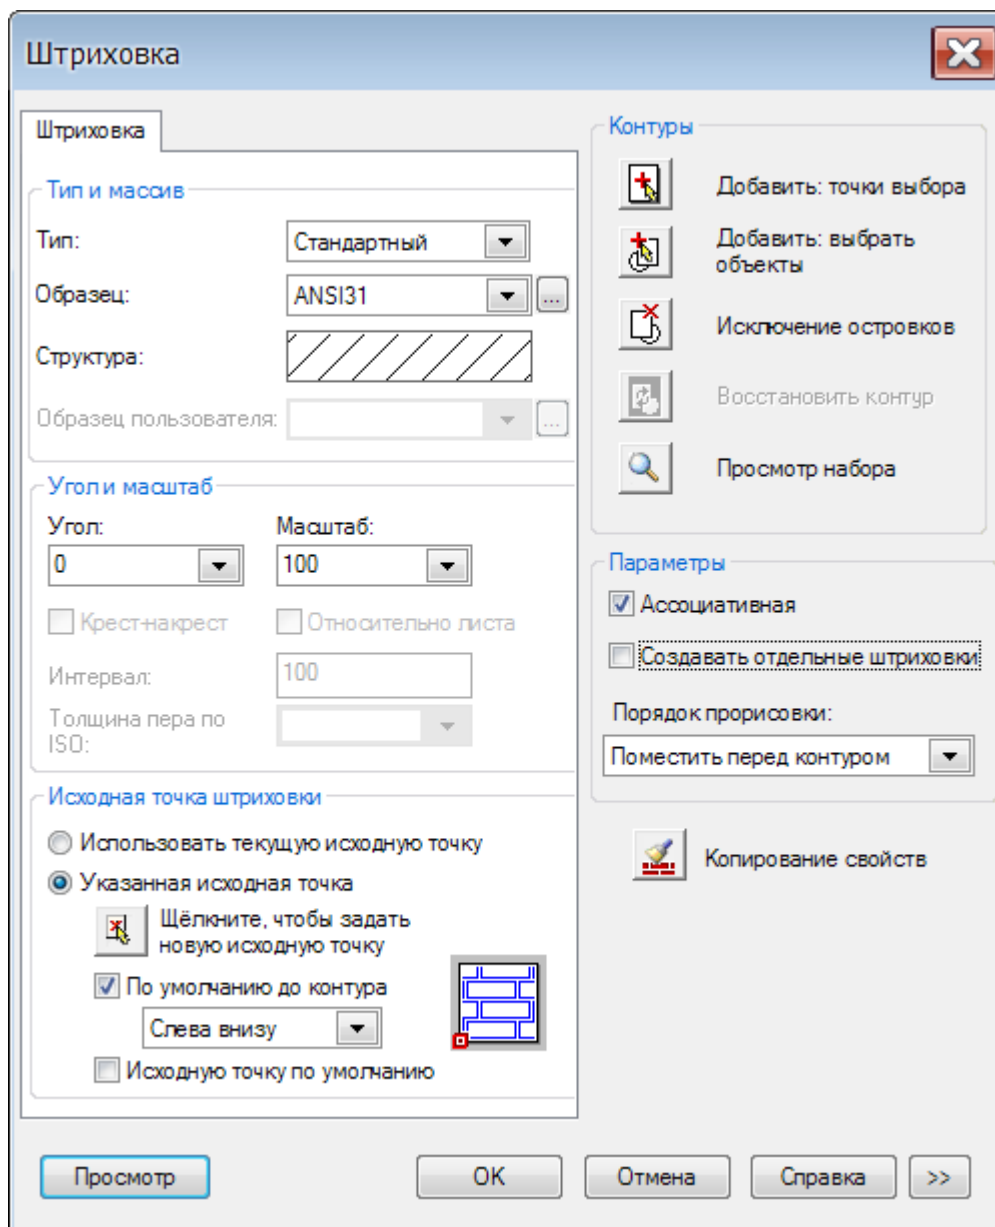 Штриховка
Штриховка
Тип и массив
Тип:
Стандартный
Образец:
ANSI31
...
Структура:
Образец пользователя:
...
Угол и масштаб
Угол:
Масштаб:
0
100
Крест-накрест
Относительно листа
Интервал:
100
Толщина пера по
ISO:
Исходная точка штриховки
Использовать текущую исходную точку
Указанная исходная точка
Щёлкните, чтобы задать
новую исходную точку
По умолчанию до контура
Слева внизу
Исходную точку по умолчанию
Контуры
Добавить: точки выбора
Добавить: выбрать
объекты
Исключение островков
Восстановить контур
Просмотр набора
Параметры
Ассоциативная
Создавать отдельные штриховки
Порядок прорисовки:
Поместить перед контуром
Копирование свойств
Просмотр
OK
Отмена
Справка
>>